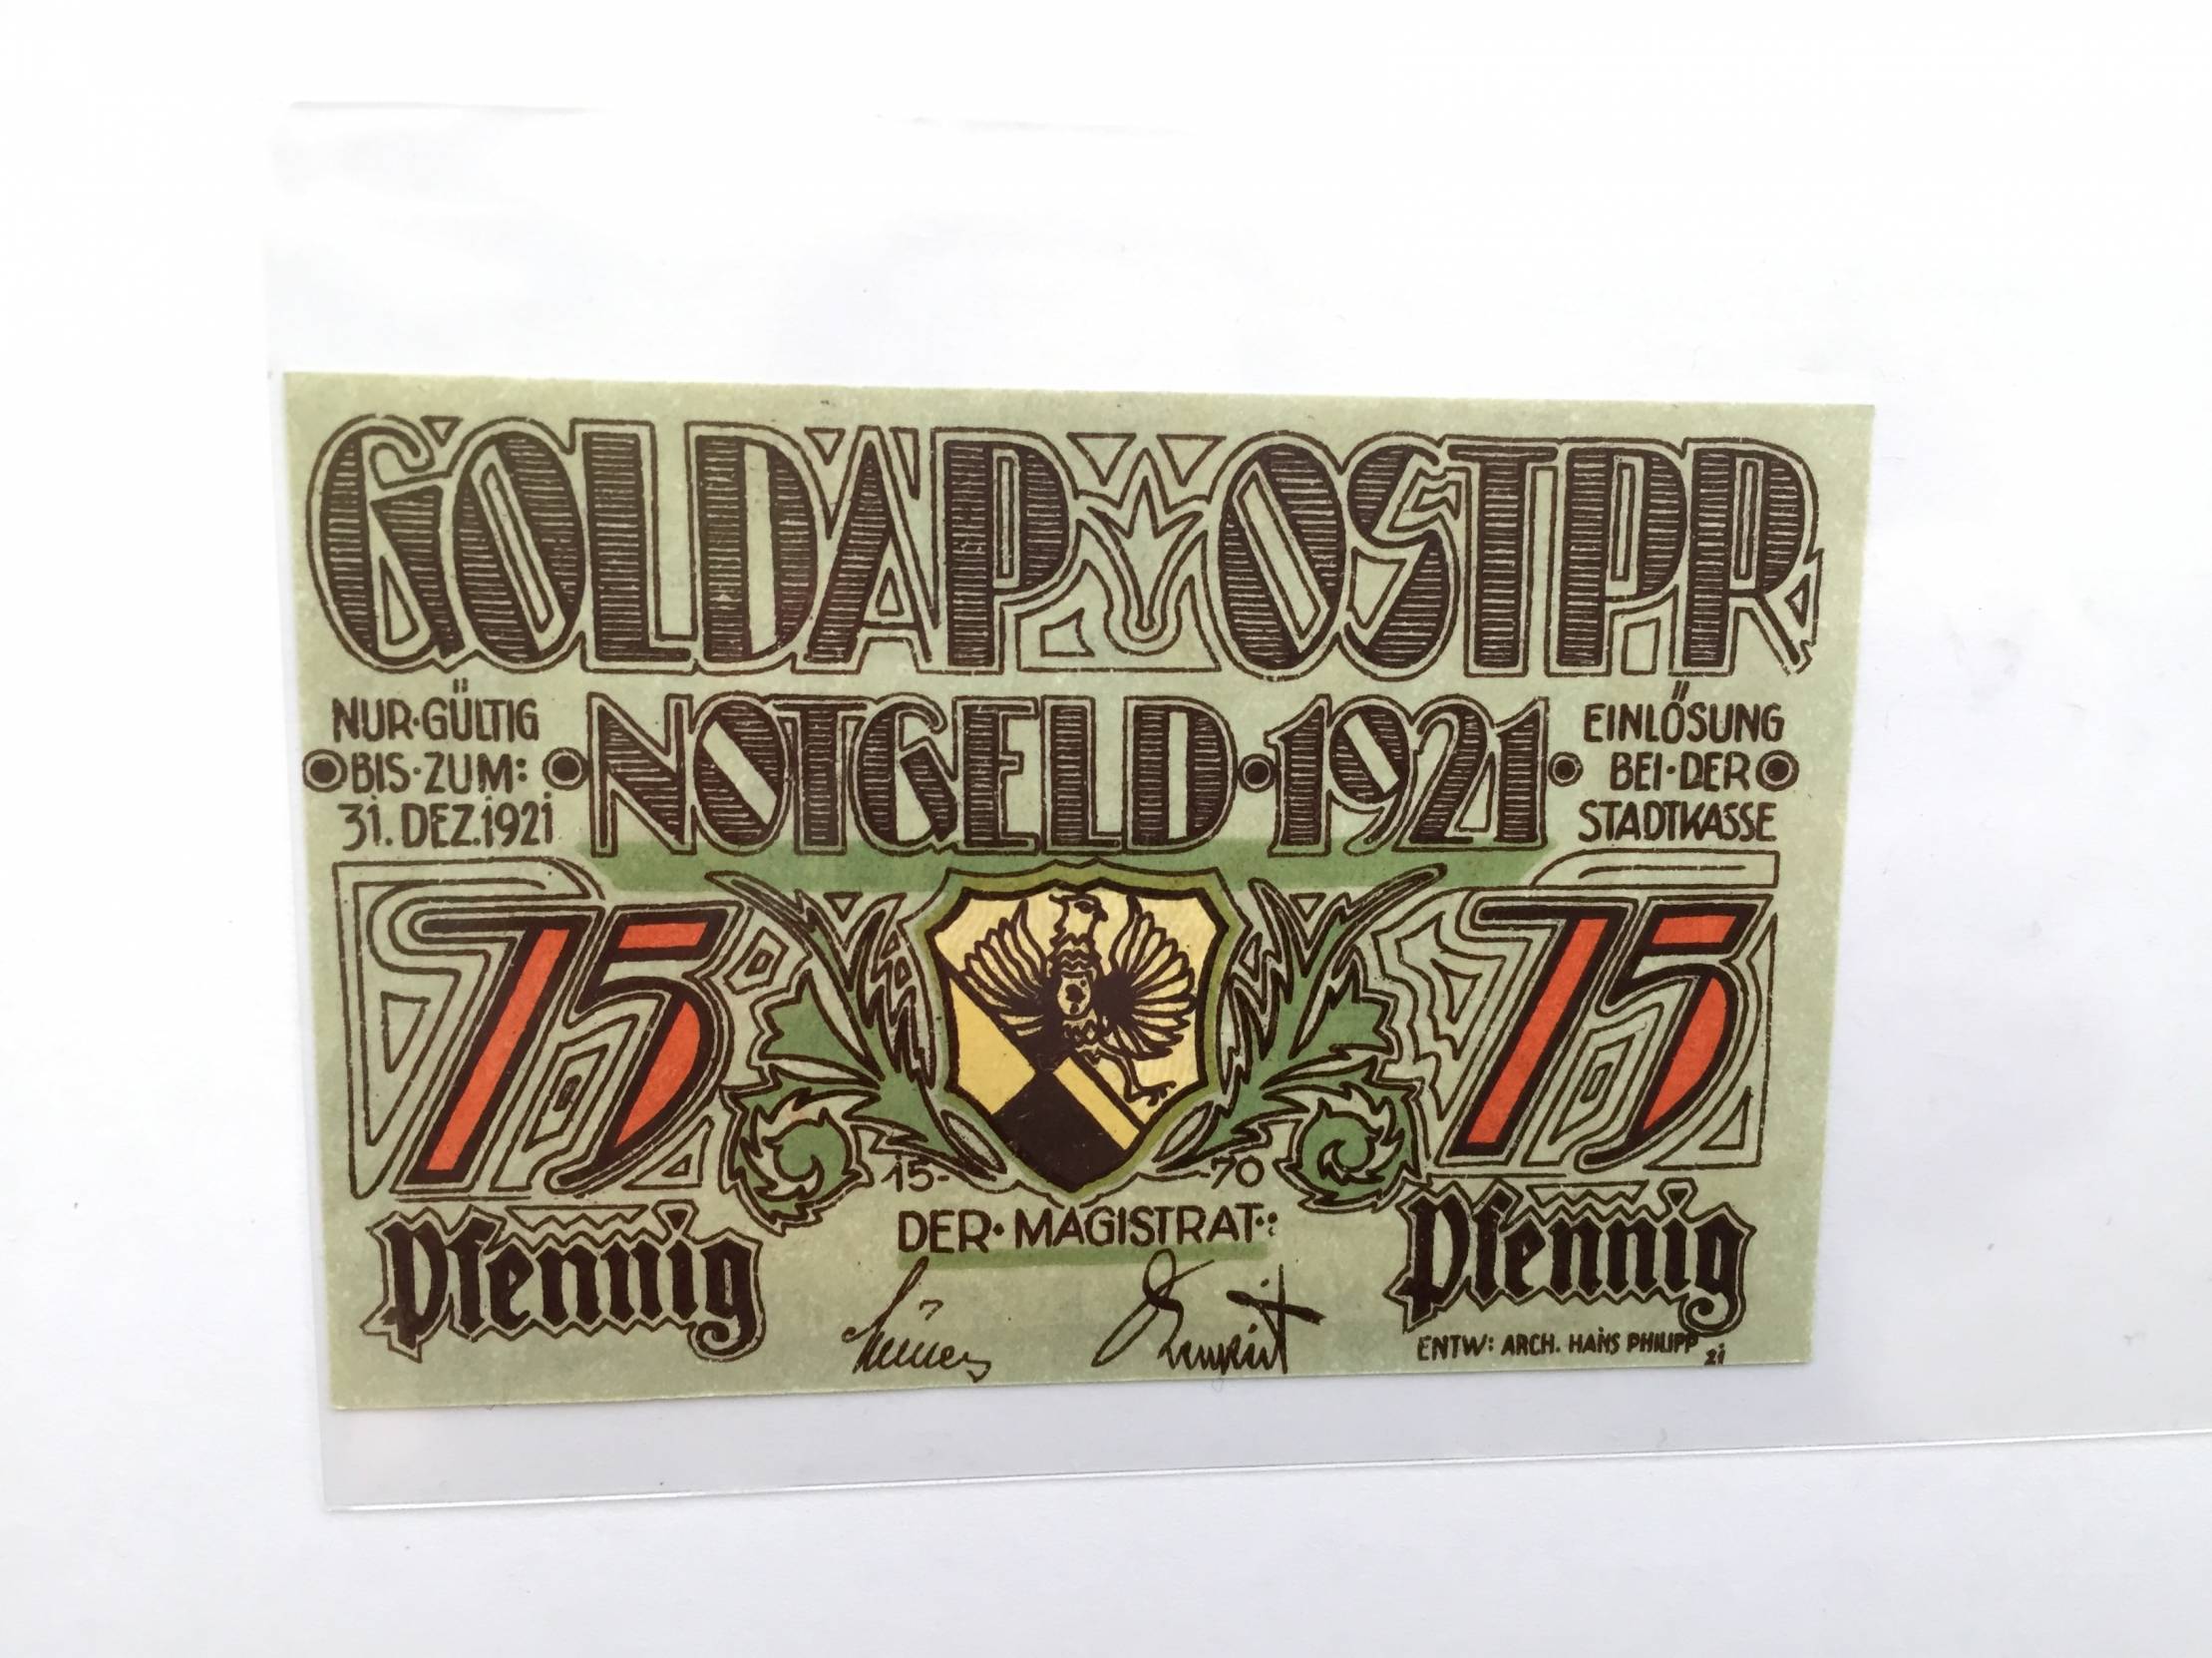 GOLDAP OSTPR.
NUR·GÜLTIG
BIS·ZUM:
31. DEZ. 1921
NOTGELD·1921·
EINLÖSUNG
BEI·DER
STADTKASSE
75
75
15- -70
Pfennig
DER·MAGISTRAT·:
Pfennig
ENTW: ARCH. HANS PHILIPP
21